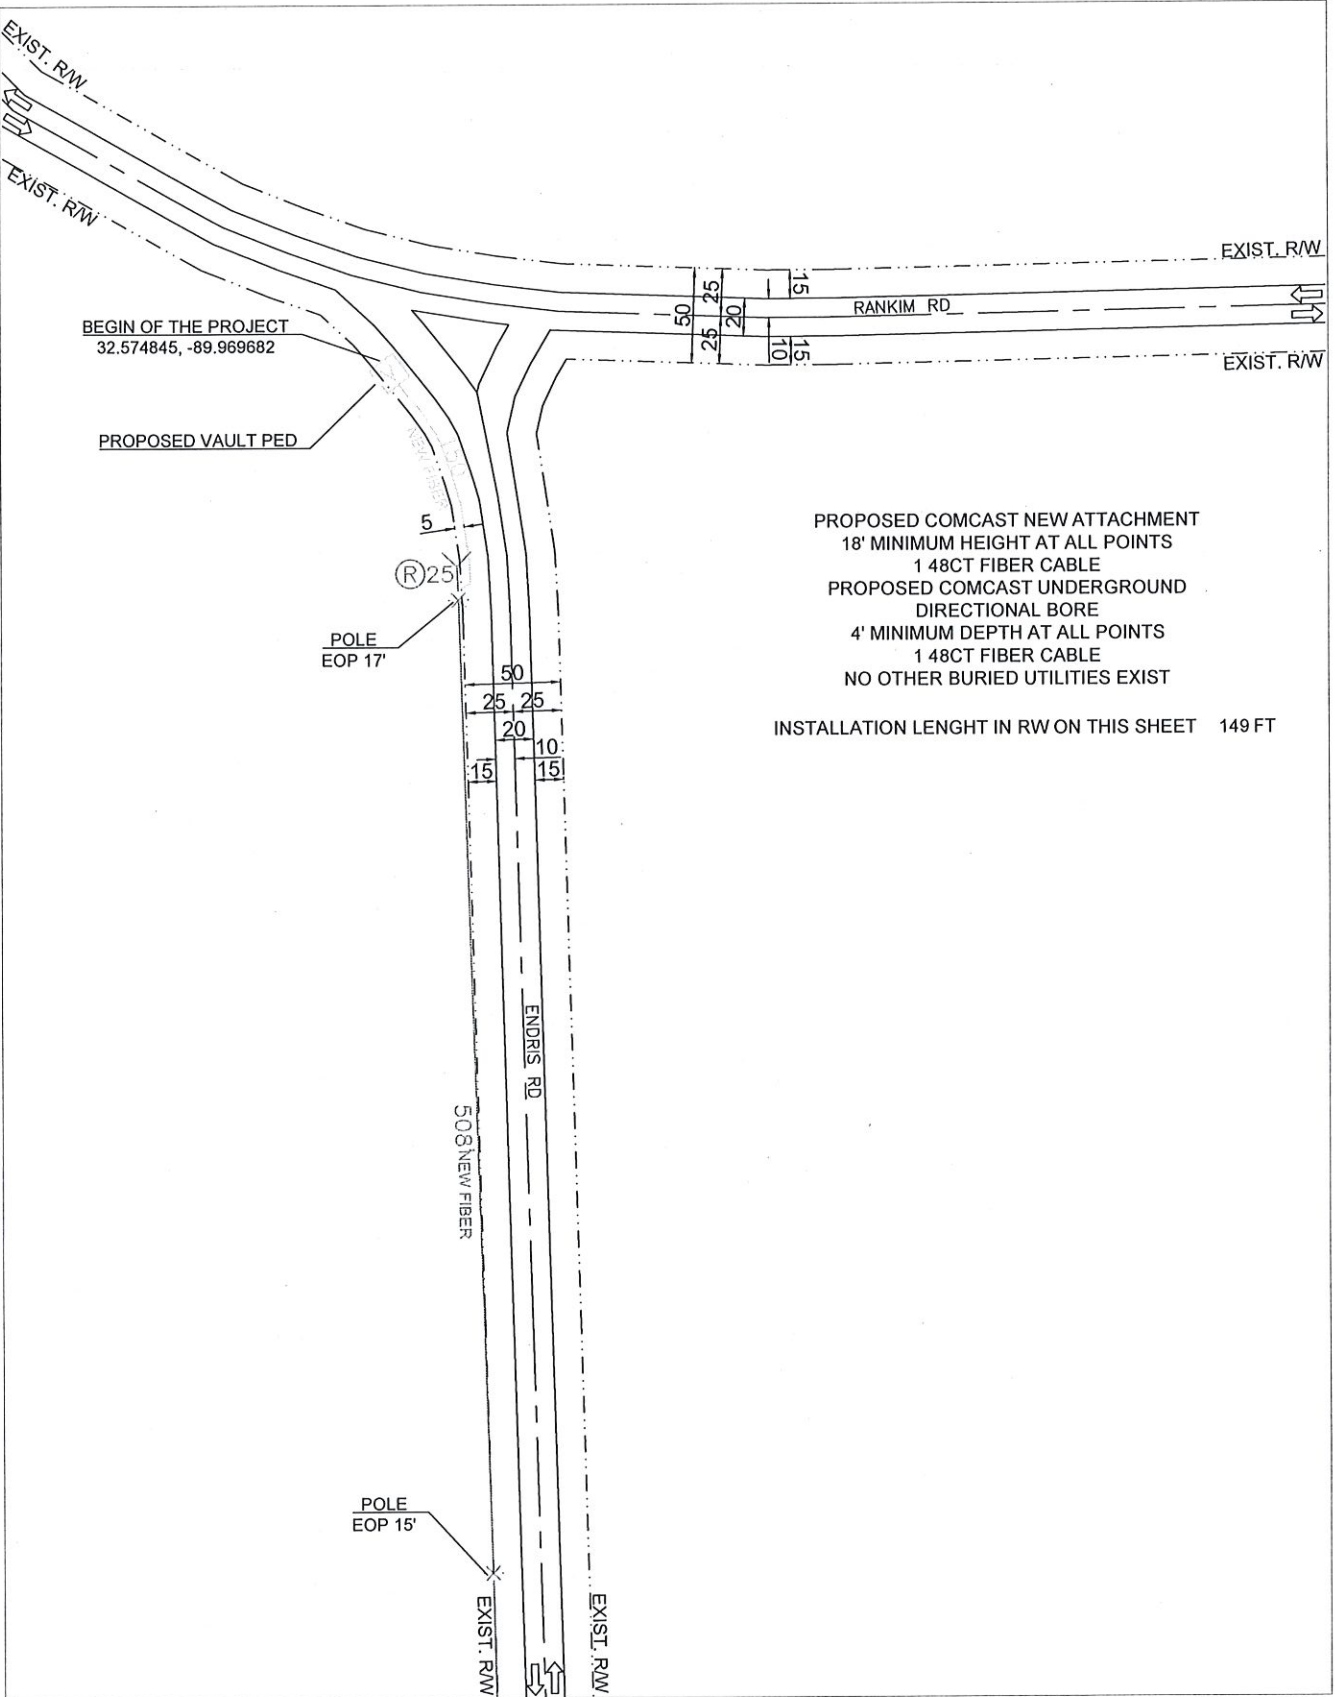 EXIST. R/W
EXIST. R/W
EXIST. R/W
EXIST. R/W
RANKIM RD
15
25
50
20
25
10
15
BEGIN OF THE PROJECT
32.574845, -89.969682
PROPOSED VAULT PED
150
NEW FIBER
5
R 25
POLE
EOP 17'
PROPOSED COMCAST NEW ATTACHMENT
18' MINIMUM HEIGHT AT ALL POINTS
1 48CT FIBER CABLE
PROPOSED COMCAST UNDERGROUND
DIRECTIONAL BORE
4' MINIMUM DEPTH AT ALL POINTS
1 48CT FIBER CABLE
NO OTHER BURIED UTILITIES EXIST
INSTALLATION LENGHT IN RW ON THIS SHEET 149 FT
50
25 25
20
10
15 15
ENDRIS RD
508 NEW FIBER
POLE
EOP 15'
EXIST. R/W
EXIST. R/W